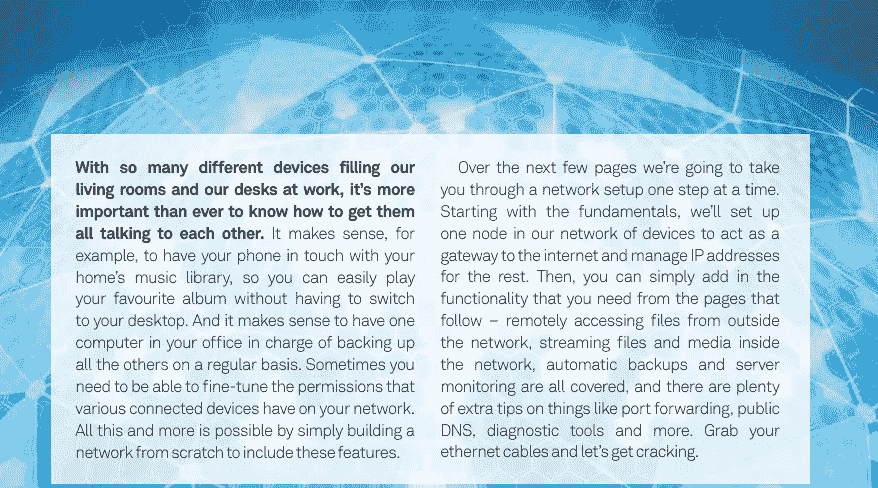 With so many different devices filling our
living rooms and our desks at work, it's more
important than ever to know how to get them
all talking to each other. It makes sense, for
example, to have your phone in touch with your
home's music library, so you can easily play
your favourite album without having to switch
to your desktop. And it makes sense to have one
computer in your office in charge of backing up
all the others on a regular basis. Sometimes you
need to be able to fine-tune the permissions that
various connected devices have on your network.
All this and more is possible by simply building a
network from scratch to include these features.
Over the next few pages we're going to take
you through a network setup one step at a time.
Starting with the fundamentals, we'll set up
one node in our network of devices to act as a
gateway to the internet and manage IP addresses
for the rest. Then, you can simply add in the
functionality that you need from the pages that
follow – remotely accessing files from outside
the network, streaming files and media inside
the network, automatic backups and server
monitoring are all covered, and there are plenty
of extra tips on things like port forwarding, public
DNS, diagnostic tools and more. Grab your
ethernet cables and let's get cracking.